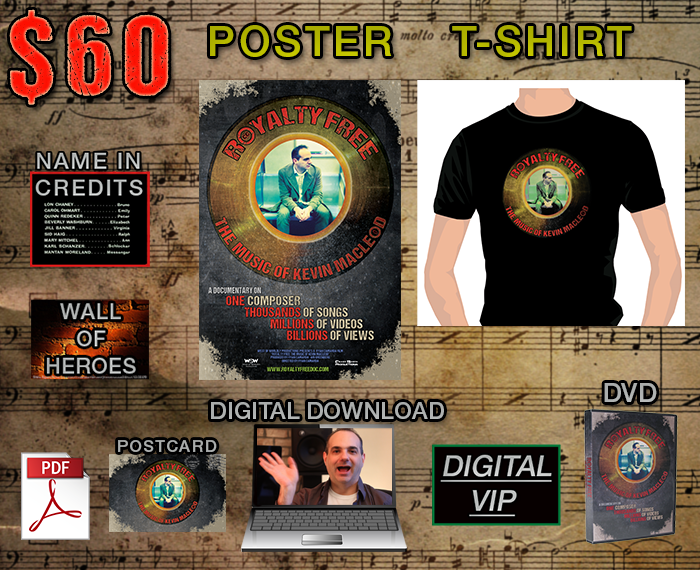 $60
POSTER
T-SHIRT
molto cre
NAME IN
CREDITS
LON CHANEY..........Bruno
CAROL OHMART..........Emily
QUINN REDEKER..........Peter
BEVERLY WASHBURN..........Elizabeth
JILL BANNER..........Virginia
SID HAIG..........Ralph
MARY MITCHEL..........Ann
KARL SCHANZER..........Schlocker
MANTAN MORELAND..........Messenger
WALL
OF
HEROES
ROYALTY FREE
THE MUSIC OF KEVIN MACLEOD
A DOCUMENTARY ON
ONE COMPOSER
THOUSANDS OF SONGS
MILLIONS OF VIDEOS
BILLIONS OF VIEWS
WWW.ROYALTYFREEDOC.COM
ROYALTY FREE
THE MUSIC OF KEVIN MACLEOD
DIGITAL DOWNLOAD
DVD
PDF
POSTCARD
ROYALTY FREE
THE MUSIC OF KEVIN MACLEOD
DIGITAL
VIP
ROYALTY FREE
THE MUSIC OF KEVIN MACLEOD